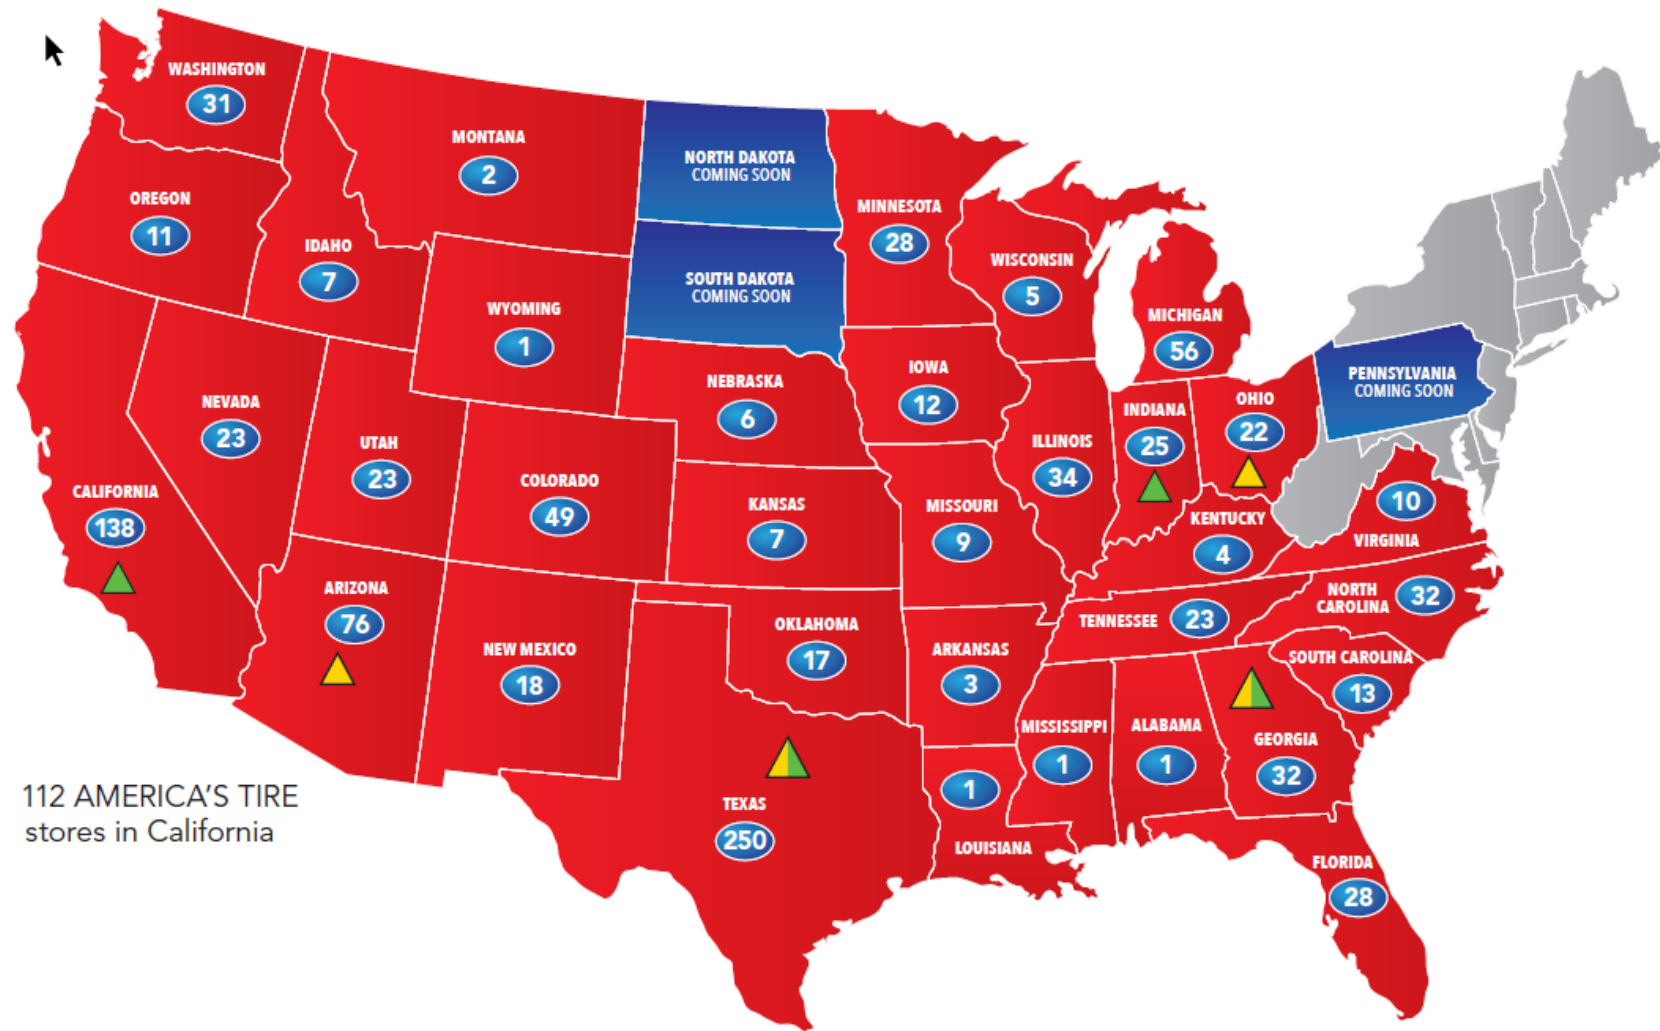 WASHINGTON
31
MONTANA
2
NORTH DAKOTA
COMING SOON
OREGON
11
IDAHO
7
MINNESOTA
28
WISCONSIN
5
SOUTH DAKOTA
COMING SOON
WYOMING
1
MICHIGAN
56
NEVADA
23
UTAH
23
NEBRASKA
6
IOWA
12
PENNSYLVANIA
COMING SOON
INDIANA
25
OHIO
22
ILLINOIS
34
CALIFORNIA
138
COLORADO
49
KANSAS
7
MISSOURI
9
KENTUCKY
4
10
VIRGINIA
ARIZONA
76
NEW MEXICO
18
OKLAHOMA
17
ARKANSAS
3
TENNESSEE
23
NORTH
CAROLINA
32
SOUTH CAROLINA
13
MISSISSIPPI
1
ALABAMA
1
GEORGIA
32
112 AMERICA'S TIRE
stores in California
TEXAS
250
1
LOUISIANA
FLORIDA
28